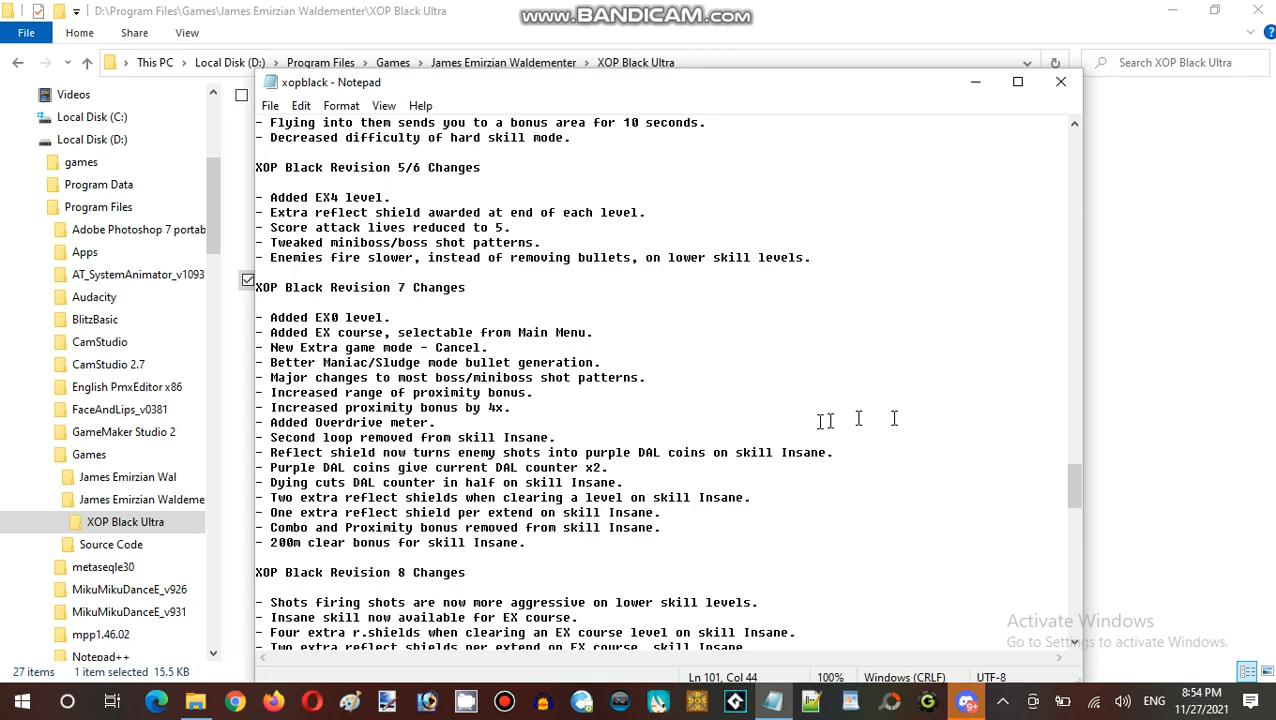 D:\Program Files\Games\James Emirzian Waldementer\XOP Black Ultra
www.BANDICAM.com
File Home Share View
This PC > Local Disk (D:) > Program Files > Games > James Emirzian Waldementer > XOP Black Ultra
Search XOP Black Ultra
Videos
Local Disk (C:)
Local Disk (D:)
games
Program Data
Program Files
Adobe Photoshop 7 portab
Apps
AT_SystemAnimator_v1093
Audacity
BlitzBasic
CamStudio
CamStudio 2.7
English PmxEditor x86
FaceAndLips_v0381
GameMaker Studio 2
Games
James Emirzian Wal
James Emirzian Waldeme
XOP Black Ultra
Source Code
metaseqle30
MikuMikuDanceE_v926
MikuMikuDanceE_v931
mpp1.46.02
Notepad++
27 items 1 item selected 15.5 KB
xopblack - Notepad
File Edit Format View Help
- Flying into them sends you to a bonus area for 10 seconds.
- Decreased difficulty of hard skill mode.
XOP Black Revision 5/6 Changes
- Added EX4 level.
- Extra reflect shield awarded at end of each level.
- Score attack lives reduced to 5.
- Tweaked miniboss/boss shot patterns.
- Enemies fire slower, instead of removing bullets, on lower skill levels.
XOP Black Revision 7 Changes
- Added EX0 level.
- Added EX course, selectable from Main Menu.
- New Extra game mode - Cancel.
- Better Maniac/Sludge mode bullet generation.
- Major changes to most boss/miniboss shot patterns.
- Increased range of proximity bonus.
- Increased proximity bonus by 4x.
- Added Overdrive meter.
- Second loop removed from skill Insane.
- Reflect shield now turns enemy shots into purple DAL coins on skill Insane.
- Purple DAL coins give current DAL counter x2.
- Dying cuts DAL counter in half on skill Insane.
- Two extra reflect shields when clearing a level on skill Insane.
- One extra reflect shield per extend on skill Insane.
- Combo and Proximity bonus removed from skill Insane.
- 200m clear bonus for skill Insane.
XOP Black Revision 8 Changes
- Shots firing shots are now more aggressive on lower skill levels.
- Insane skill now available for EX course.
- Four extra r.shields when clearing an EX course level on skill Insane.
- Two extra reflect shields per extend on EX course, skill Insane
Ln 101, Col 44 100% Windows (CRLF) UTF-8
Activate Windows
Go to Settings to activate Windows.
9+
ENG
8:54 PM
11/27/2021